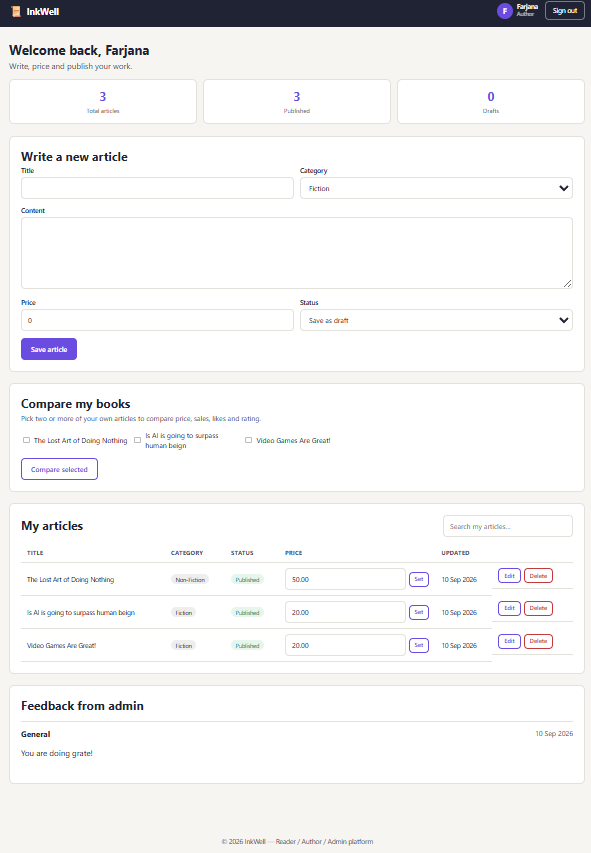 InkWell
F
Farjana
Author
Sign out
Welcome back, Farjana
Write, price and publish your work.
3
Total articles
3
Published
0
Drafts
Write a new article
Title
Category
Fiction
Content
Price
Status
0
Save as draft
Save article
Compare my books
Pick two or more of your own articles to compare price, sales, likes and rating.
The Lost Art of Doing Nothing
Is AI is going to surpass
human beign
Video Games Are Great!
Compare selected
My articles
Search my articles...
TITLE CATEGORY STATUS PRICE UPDATED
The Lost Art of Doing Nothing Non-fiction Published 50.00 Set 10 Sep 2026 Edit Delete
Is AI is going to surpass human beign Fiction Published 20.00 Set 10 Sep 2026 Edit Delete
Video Games Are Great! Fiction Published 20.00 Set 10 Sep 2026 Edit Delete
Feedback from admin
General 10 Sep 2026
You are doing grate!
© 2026 InkWell — Reader / Author / Admin platform